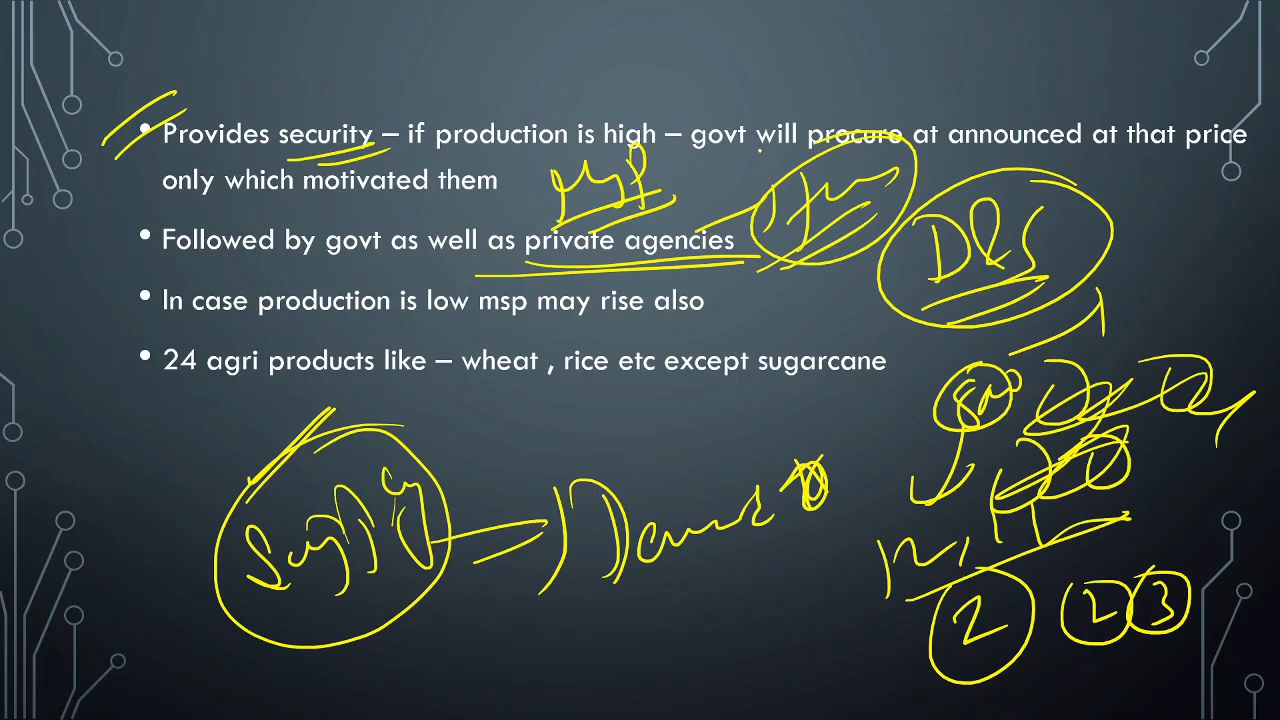 • Provides security – if production is high – govt will procure at announced at that price
only which motivated them
MSP
D&S
• Followed by govt as well as private agencies
• In case production is low msp may rise also
• 24 agri products like – wheat , rice etc except sugarcane
Supply
Demand
2 2 3